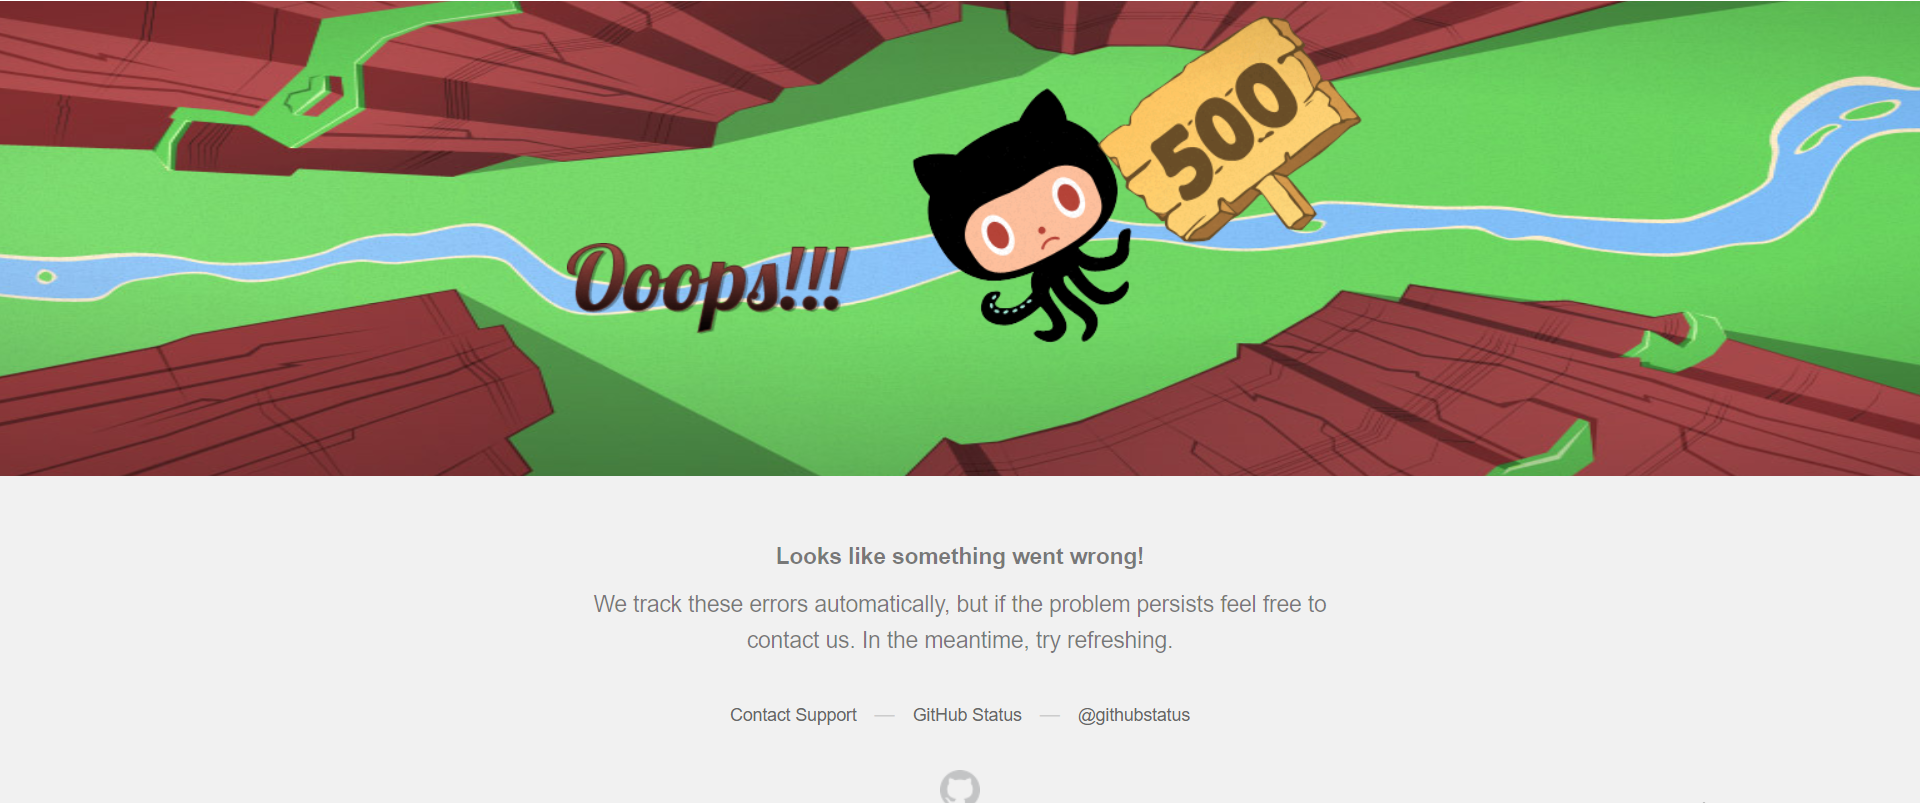 500
Ooops!!!
Looks like something went wrong!
We track these errors automatically, but if the problem persists feel free to
contact us. In the meantime, try refreshing.
Contact Support — GitHub Status — @githubstatus